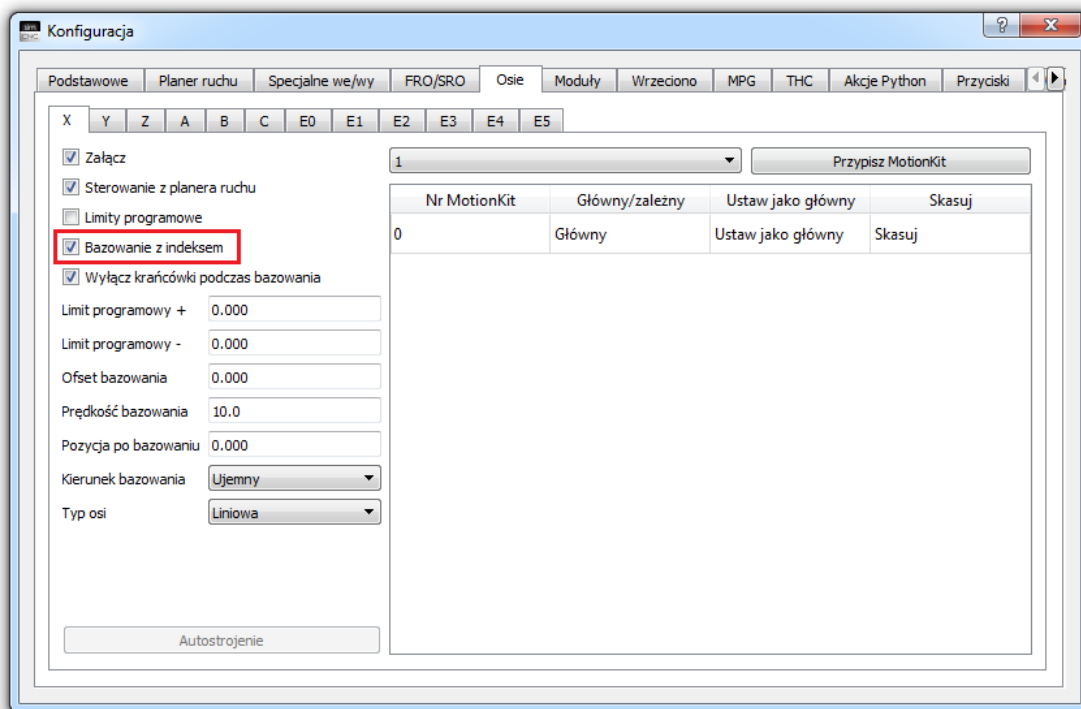 Konfiguracja
Podstawowe Planer ruchu Specjalne we/wy FRO/SRO Osie Moduły Wrzeciono MPG THC Akcje Python Przyciski
X Y Z A B C E0 E1 E2 E3 E4 E5
Załącz
Sterowanie z planera ruchu
Limity programowe
Bazowanie z indeksem
Wyłącz krańcówki podczas bazowania
Limit programowy + 0.000
Limit programowy - 0.000
Ofset bazowania 0.000
Prędkość bazowania 10.0
Pozycja po bazowaniu 0.000
Kierunek bazowania Ujemny
Typ osi Liniowa
Autostrojenie
1 Przypisz MotionKit
Nr MotionKit Główny/zależny Ustaw jako główny Skasuj
0 Główny Ustaw jako główny Skasuj